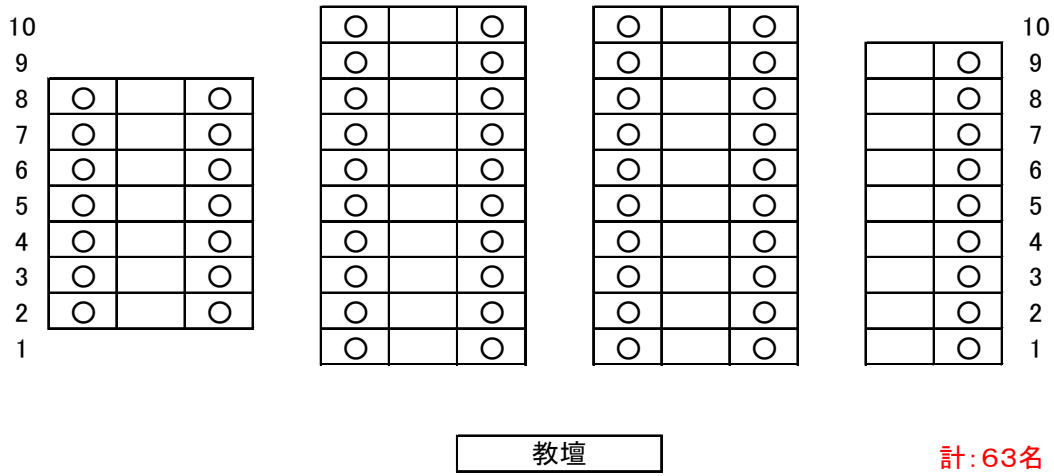 10 ○ ○ ○ ○ 10
9 ○ ○ ○ ○ ○ 9
8 ○ ○ ○ ○ ○ ○ ○ 8
7 ○ ○ ○ ○ ○ ○ ○ 7
6 ○ ○ ○ ○ ○ ○ ○ 6
5 ○ ○ ○ ○ ○ ○ ○ 5
4 ○ ○ ○ ○ ○ ○ ○ 4
3 ○ ○ ○ ○ ○ ○ ○ 3
2 ○ ○ ○ ○ ○ ○ ○ 2
1 ○ ○ ○ ○ ○ 1
教壇
計:63名